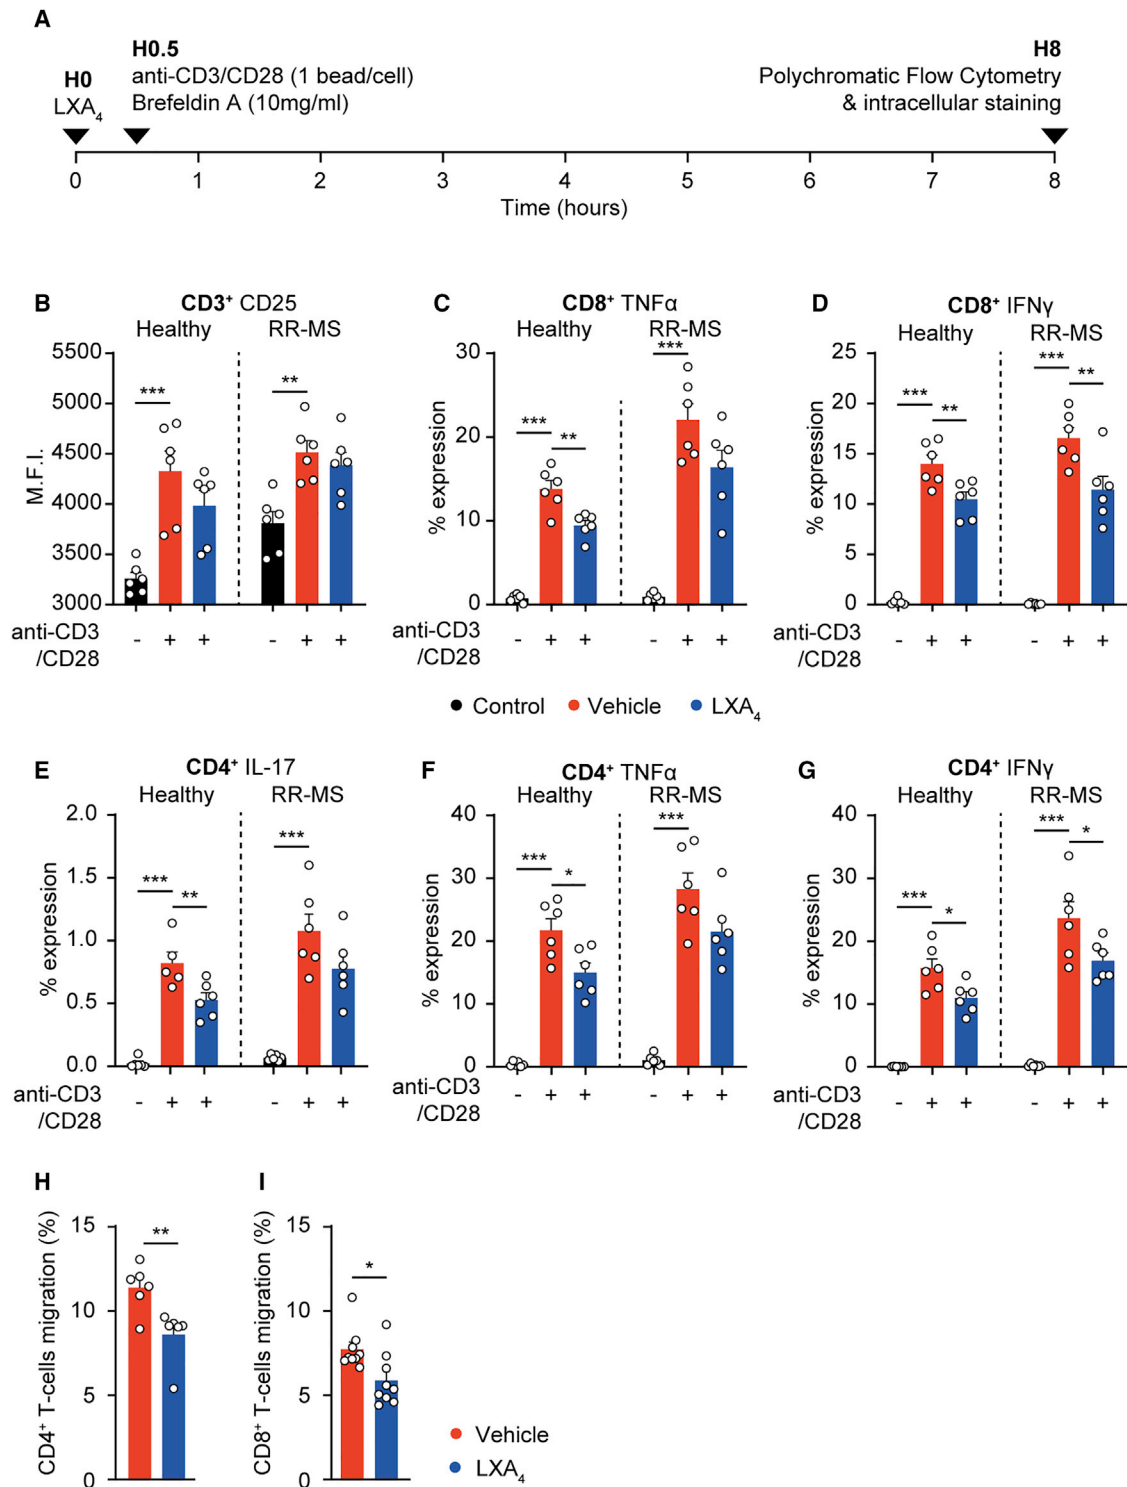 A
H0.5
H8
anti-CD3/CD28 (1 bead/cell)
Polychromatic Flow Cytometry
H0
LXA₄
Brefeldin A (10mg/ml)
& intracellular staining
0 1 2 3 4 5 6 7 8
Time (hours)
B
CD3⁺ CD25
Healthy RR-MS
M.F.I.
5500
5000
4500
4000
3500
3000
*** **
anti-CD3
/CD28
- + + - + +
C
CD8⁺ TNFα
Healthy RR-MS
% expression
30
20
10
0
*** ** ***
anti-CD3
/CD28
- + + - + +
D
CD8⁺ IFNγ
Healthy RR-MS
% expression
25
20
15
10
5
0
*** ** *** **
anti-CD3
/CD28
- + + - + +
Control Vehicle LXA₄
E
CD4⁺ IL-17
Healthy RR-MS
% expression
2.0
1.5
1.0
0.5
0.0
*** ** ***
anti-CD3
/CD28
- + + - + +
F
CD4⁺ TNFα
Healthy RR-MS
% expression
40
30
20
10
0
*** * ***
anti-CD3
/CD28
- + + - + +
G
CD4⁺ IFNγ
Healthy RR-MS
% expression
40
30
20
10
0
*** * *** *
anti-CD3
/CD28
- + + - + +
H
CD4⁺ T-cells migration (%)
15
10
5
0
**
I
CD8⁺ T-cells migration (%)
15
10
5
0
*
Vehicle
LXA₄